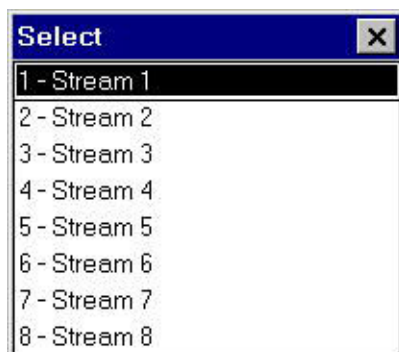 Select
1 - Stream 1
2 - Stream 2
3 - Stream 3
4 - Stream 4
5 - Stream 5
6 - Stream 6
7 - Stream 7
8 - Stream 8